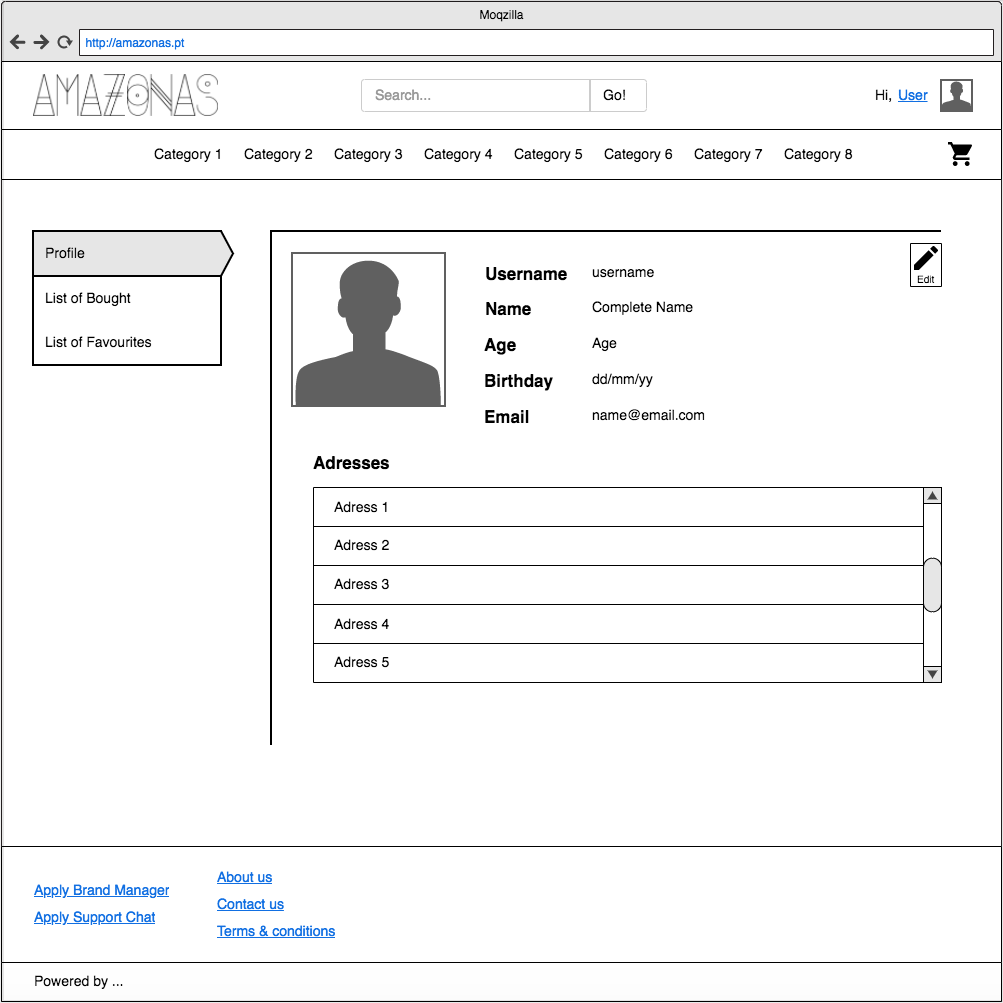 Moqzilla
http://amazonas.pt
AMAZONAS
Search... Go!
Hi, User
Category 1 Category 2 Category 3 Category 4 Category 5 Category 6 Category 7 Category 8
Profile
List of Bought
List of Favourites
Edit
Username username
Name Complete Name
Age Age
Birthday dd/mm/yy
Email name@email.com
Adresses
Adress 1
Adress 2
Adress 3
Adress 4
Adress 5
Apply Brand Manager
Apply Support Chat
About us
Contact us
Terms & conditions
Powered by ...